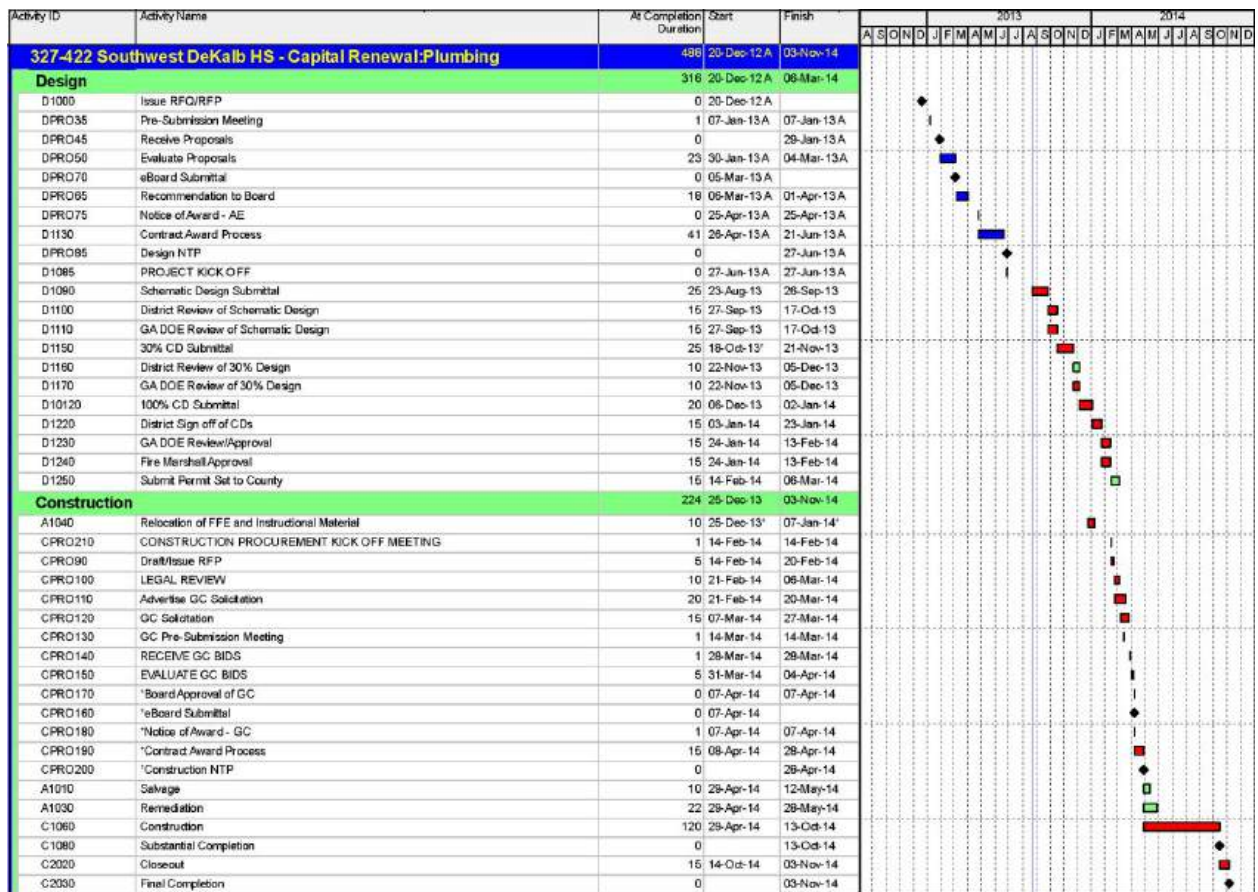 Activity ID Activity Name At Completion Duration Start Finish 2013 2014
A S O N D J F M A M J J A S O N D J F M A M J J A S O N D
327-422 Southwest DeKalb HS - Capital Renewal:Plumbing 488 20-Dec-12 A 03-Nov-14
Design 316 20-Dec-12 A 06-Mar-14
D1000 Issue RFQ/RFP 0 20-Dec-12 A
DPRO35 Pre-Submission Meeting 1 07-Jan-13 A 07-Jan-13 A
DPRO45 Receive Proposals 0 29-Jan-13 A
DPRO50 Evaluate Proposals 23 30-Jan-13 A 04-Mar-13 A
DPRO70 eBoard Submittal 0 05-Mar-13 A
DPRO65 Recommendation to Board 18 06-Mar-13 A 01-Apr-13 A
DPRO75 Notice of Award - AE 0 25-Apr-13 A 25-Apr-13 A
D1130 Contract Award Process 41 26-Apr-13 A 21-Jun-13 A
DPRO85 Design NTP 0 27-Jun-13 A
D1085 PROJECT KICK OFF 0 27-Jun-13 A 27-Jun-13 A
D1090 Schematic Design Submittal 25 23-Aug-13 26-Sep-13
D1100 District Review of Schematic Design 15 27-Sep-13 17-Oct-13
D1110 GA DOE Review of Schematic Design 15 27-Sep-13 17-Oct-13
D1150 30% CD Submittal 25 18-Oct-13* 21-Nov-13
D1160 District Review of 30% Design 10 22-Nov-13 05-Dec-13
D1170 GA DOE Review of 30% Design 10 22-Nov-13 05-Dec-13
D10120 100% CD Submittal 20 06-Dec-13 02-Jan-14
D1220 District Sign off of CDs 15 03-Jan-14 23-Jan-14
D1230 GA DOE Review/Approval 15 24-Jan-14 13-Feb-14
D1240 Fire Marshall Approval 15 24-Jan-14 13-Feb-14
D1250 Submit Permit Set to County 15 14-Feb-14 06-Mar-14
Construction 224 25-Dec-13 03-Nov-14
A1040 Relocation of FFE and Instructional Material 10 25-Dec-13* 07-Jan-14*
CPRO210 CONSTRUCTION PROCUREMENT KICK OFF MEETING 1 14-Feb-14 14-Feb-14
CPRO90 Draft/Issue RFP 5 14-Feb-14 20-Feb-14
CPRO100 LEGAL REVIEW 10 21-Feb-14 06-Mar-14
CPRO110 Advertise GC Solicitation 20 21-Feb-14 20-Mar-14
CPRO120 GC Solicitation 15 07-Mar-14 27-Mar-14
CPRO130 GC Pre-Submission Meeting 1 14-Mar-14 14-Mar-14
CPRO140 RECEIVE GC BIDS 1 28-Mar-14 28-Mar-14
CPRO150 EVALUATE GC BIDS 5 31-Mar-14 04-Apr-14
CPRO170 *Board Approval of GC 0 07-Apr-14 07-Apr-14
CPRO160 *eBoard Submittal 0 07-Apr-14
CPRO180 *Notice of Award - GC 1 07-Apr-14 07-Apr-14
CPRO190 *Contract Award Process 15 08-Apr-14 28-Apr-14
CPRO200 *Construction NTP 0 28-Apr-14
A1010 Salvage 10 29-Apr-14 12-May-14
A1030 Remediation 22 29-Apr-14 28-May-14
C1060 Construction 120 29-Apr-14 13-Oct-14
C1080 Substantial Completion 0 13-Oct-14
C2020 Closeout 15 14-Oct-14 03-Nov-14
C2030 Final Completion 0 03-Nov-14